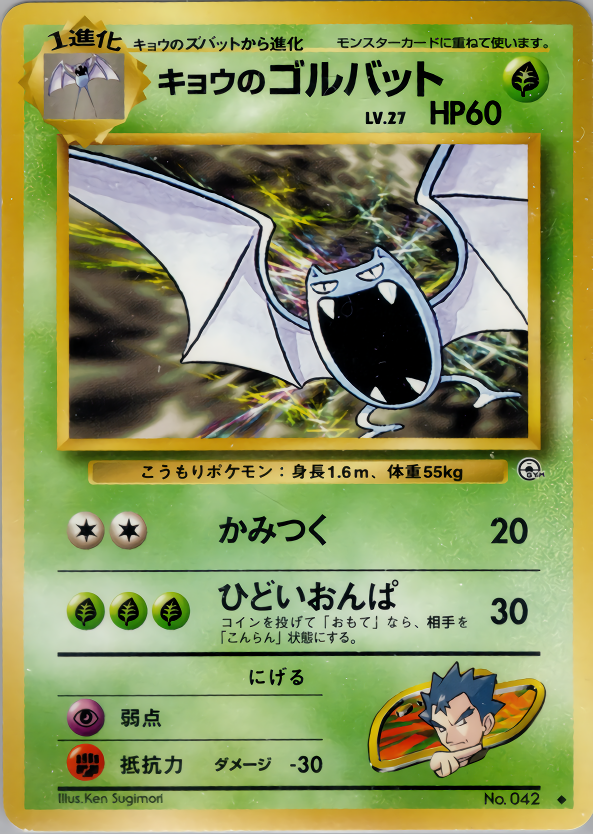 1進化
キョウのズバットから進化
モンスターカードに重ねて使います。
キョウのゴルバット
LV.27 HP60
こうもりポケモン：身長1.6m、体重55kg
GYM
かみつく 20
ひどいおんぱ 30
コインを投げて「おもて」なら、相手を
「こんらん」状態にする。
にげる
弱点
抵抗力 ダメージ -30
Illus.Ken Sugimori
No. 042